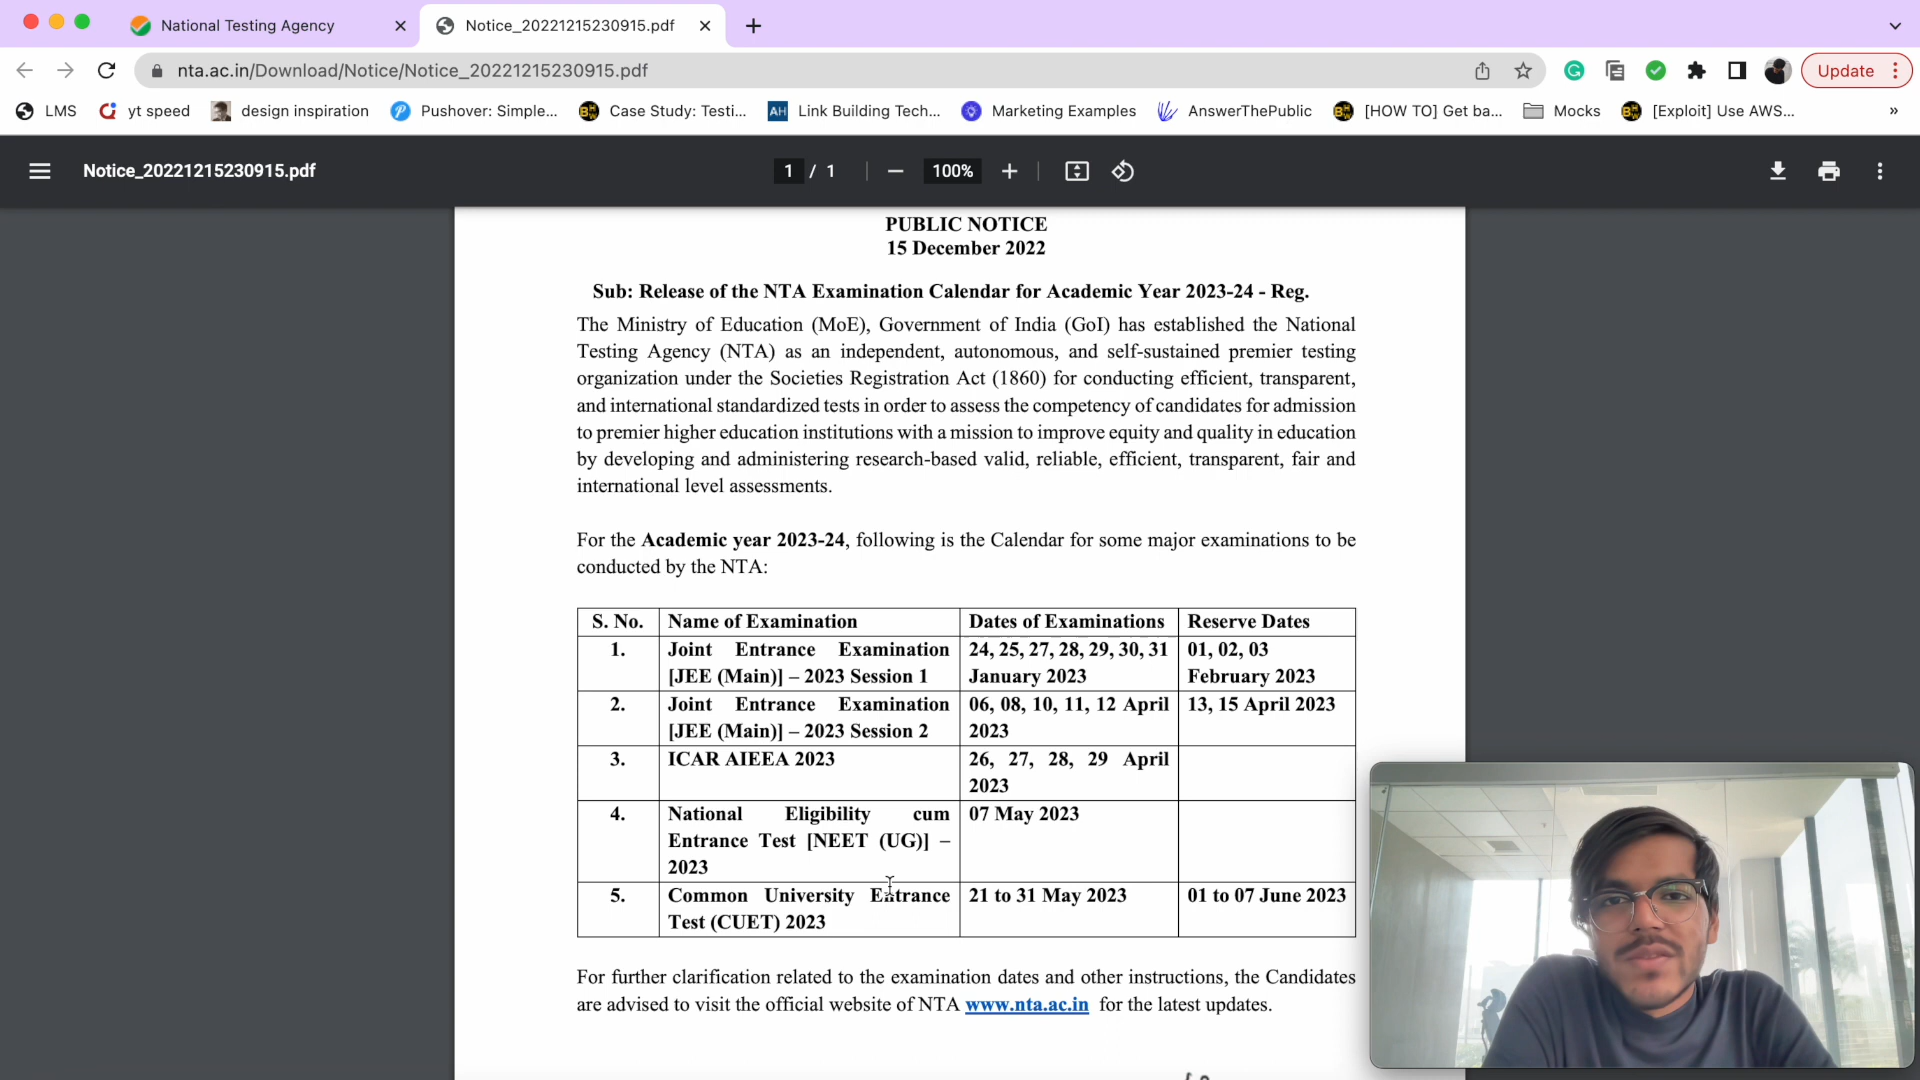 National Testing Agency
Notice_20221215230915.pdf
nta.ac.in/Download/Notice/Notice_20221215230915.pdf
Update
LMS
yt speed
design inspiration
Pushover: Simple...
Case Study: Testi...
AH Link Building Tech...
Marketing Examples
AnswerThePublic
[HOW TO] Get ba...
Mocks
[Exploit] Use AWS...
»
Notice_20221215230915.pdf
1 / 1
100%
PUBLIC NOTICE
15 December 2022
Sub: Release of the NTA Examination Calendar for Academic Year 2023-24 - Reg.
The Ministry of Education (MoE), Government of India (GoI) has established the National
Testing Agency (NTA) as an independent, autonomous, and self-sustained premier testing
organization under the Societies Registration Act (1860) for conducting efficient, transparent,
and international standardized tests in order to assess the competency of candidates for admission
to premier higher education institutions with a mission to improve equity and quality in education
by developing and administering research-based valid, reliable, efficient, transparent, fair and
international level assessments.
For the Academic year 2023-24, following is the Calendar for some major examinations to be
conducted by the NTA:
S. No. Name of Examination Dates of Examinations Reserve Dates
1. Joint Entrance Examination 24, 25, 27, 28, 29, 30, 31 01, 02, 03
[JEE (Main)] – 2023 Session 1 January 2023 February 2023
2. Joint Entrance Examination 06, 08, 10, 11, 12 April 13, 15 April 2023
[JEE (Main)] – 2023 Session 2 2023
3. ICAR AIEEA 2023 26, 27, 28, 29 April
2023
4. National Eligibility cum 07 May 2023
Entrance Test [NEET (UG)] –
2023
5. Common University Entrance 21 to 31 May 2023 01 to 07 June 2023
Test (CUET) 2023
For further clarification related to the examination dates and other instructions, the Candidates
are advised to visit the official website of NTA www.nta.ac.in for the latest updates.